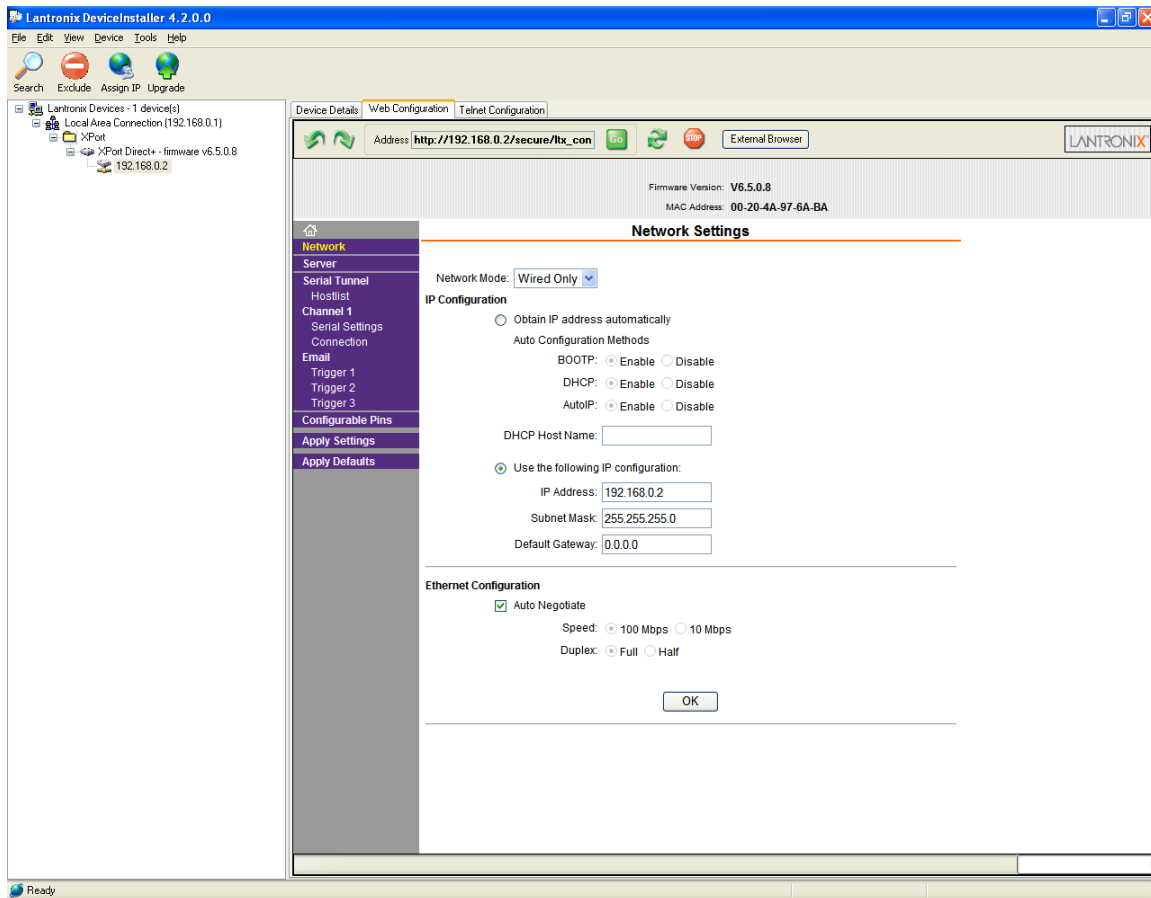 Lantronix DeviceInstaller 4.2.0.0
File Edit View Device Tools Help
Search Exclude Assign IP Upgrade
Lantronix Devices - 1 device(s)
Local Area Connection (192.168.0.1)
XPort
XPort Direct+ - firmware v6.5.0.8
192.168.0.2
Device Details Web Configuration Telnet Configuration
Address http://192.168.0.2/secure/ltx_con Go STOP External Browser LANTRONIX
Firmware Version: V6.5.0.8
MAC Address: 00-20-4A-97-6A-BA
Network
Server
Serial Tunnel
Hostlist
Channel 1
Serial Settings
Connection
Email
Trigger 1
Trigger 2
Trigger 3
Configurable Pins
Apply Settings
Apply Defaults
Network Settings
Network Mode: Wired Only
IP Configuration
Obtain IP address automatically
Auto Configuration Methods
BOOTP: Enable Disable
DHCP: Enable Disable
AutoIP: Enable Disable
DHCP Host Name:
Use the following IP configuration:
IP Address: 192.168.0.2
Subnet Mask: 255.255.255.0
Default Gateway: 0.0.0.0
Ethernet Configuration
Auto Negotiate
Speed: 100 Mbps 10 Mbps
Duplex: Full Half
OK
Ready